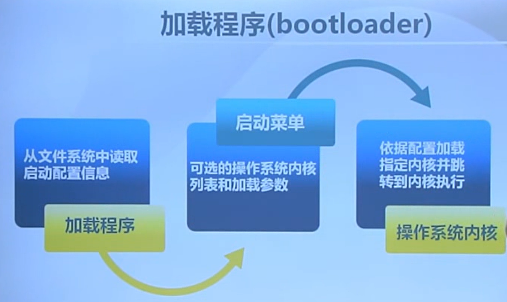 加载程序(bootloader)
从文件系统中读取
启动配置信息
加载程序
启动菜单
可选的操作系统内核
列表和加载参数
依据配置加载
指定内核并跳
转到内核执行
操作系统内核